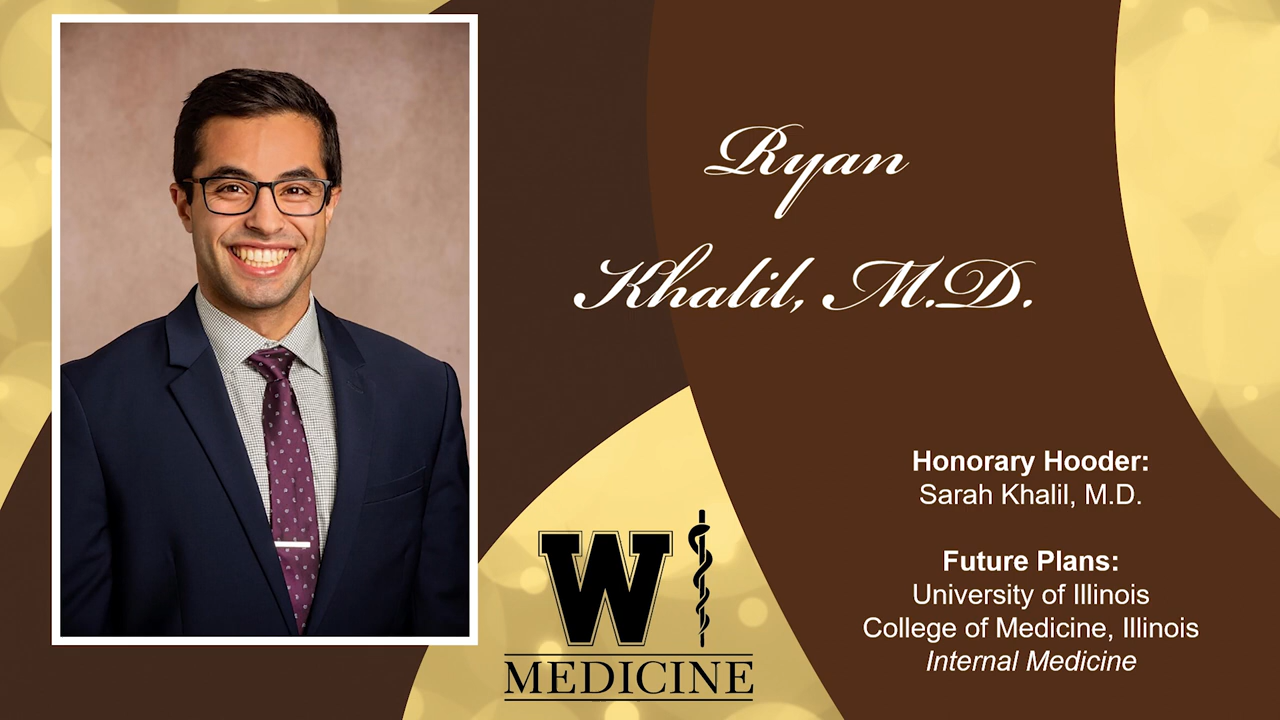 Ryan
Khalil, M.D.
Honorary Hooder:
Sarah Khalil, M.D.
Future Plans:
University of Illinois
College of Medicine, Illinois
Internal Medicine
W
MEDICINE